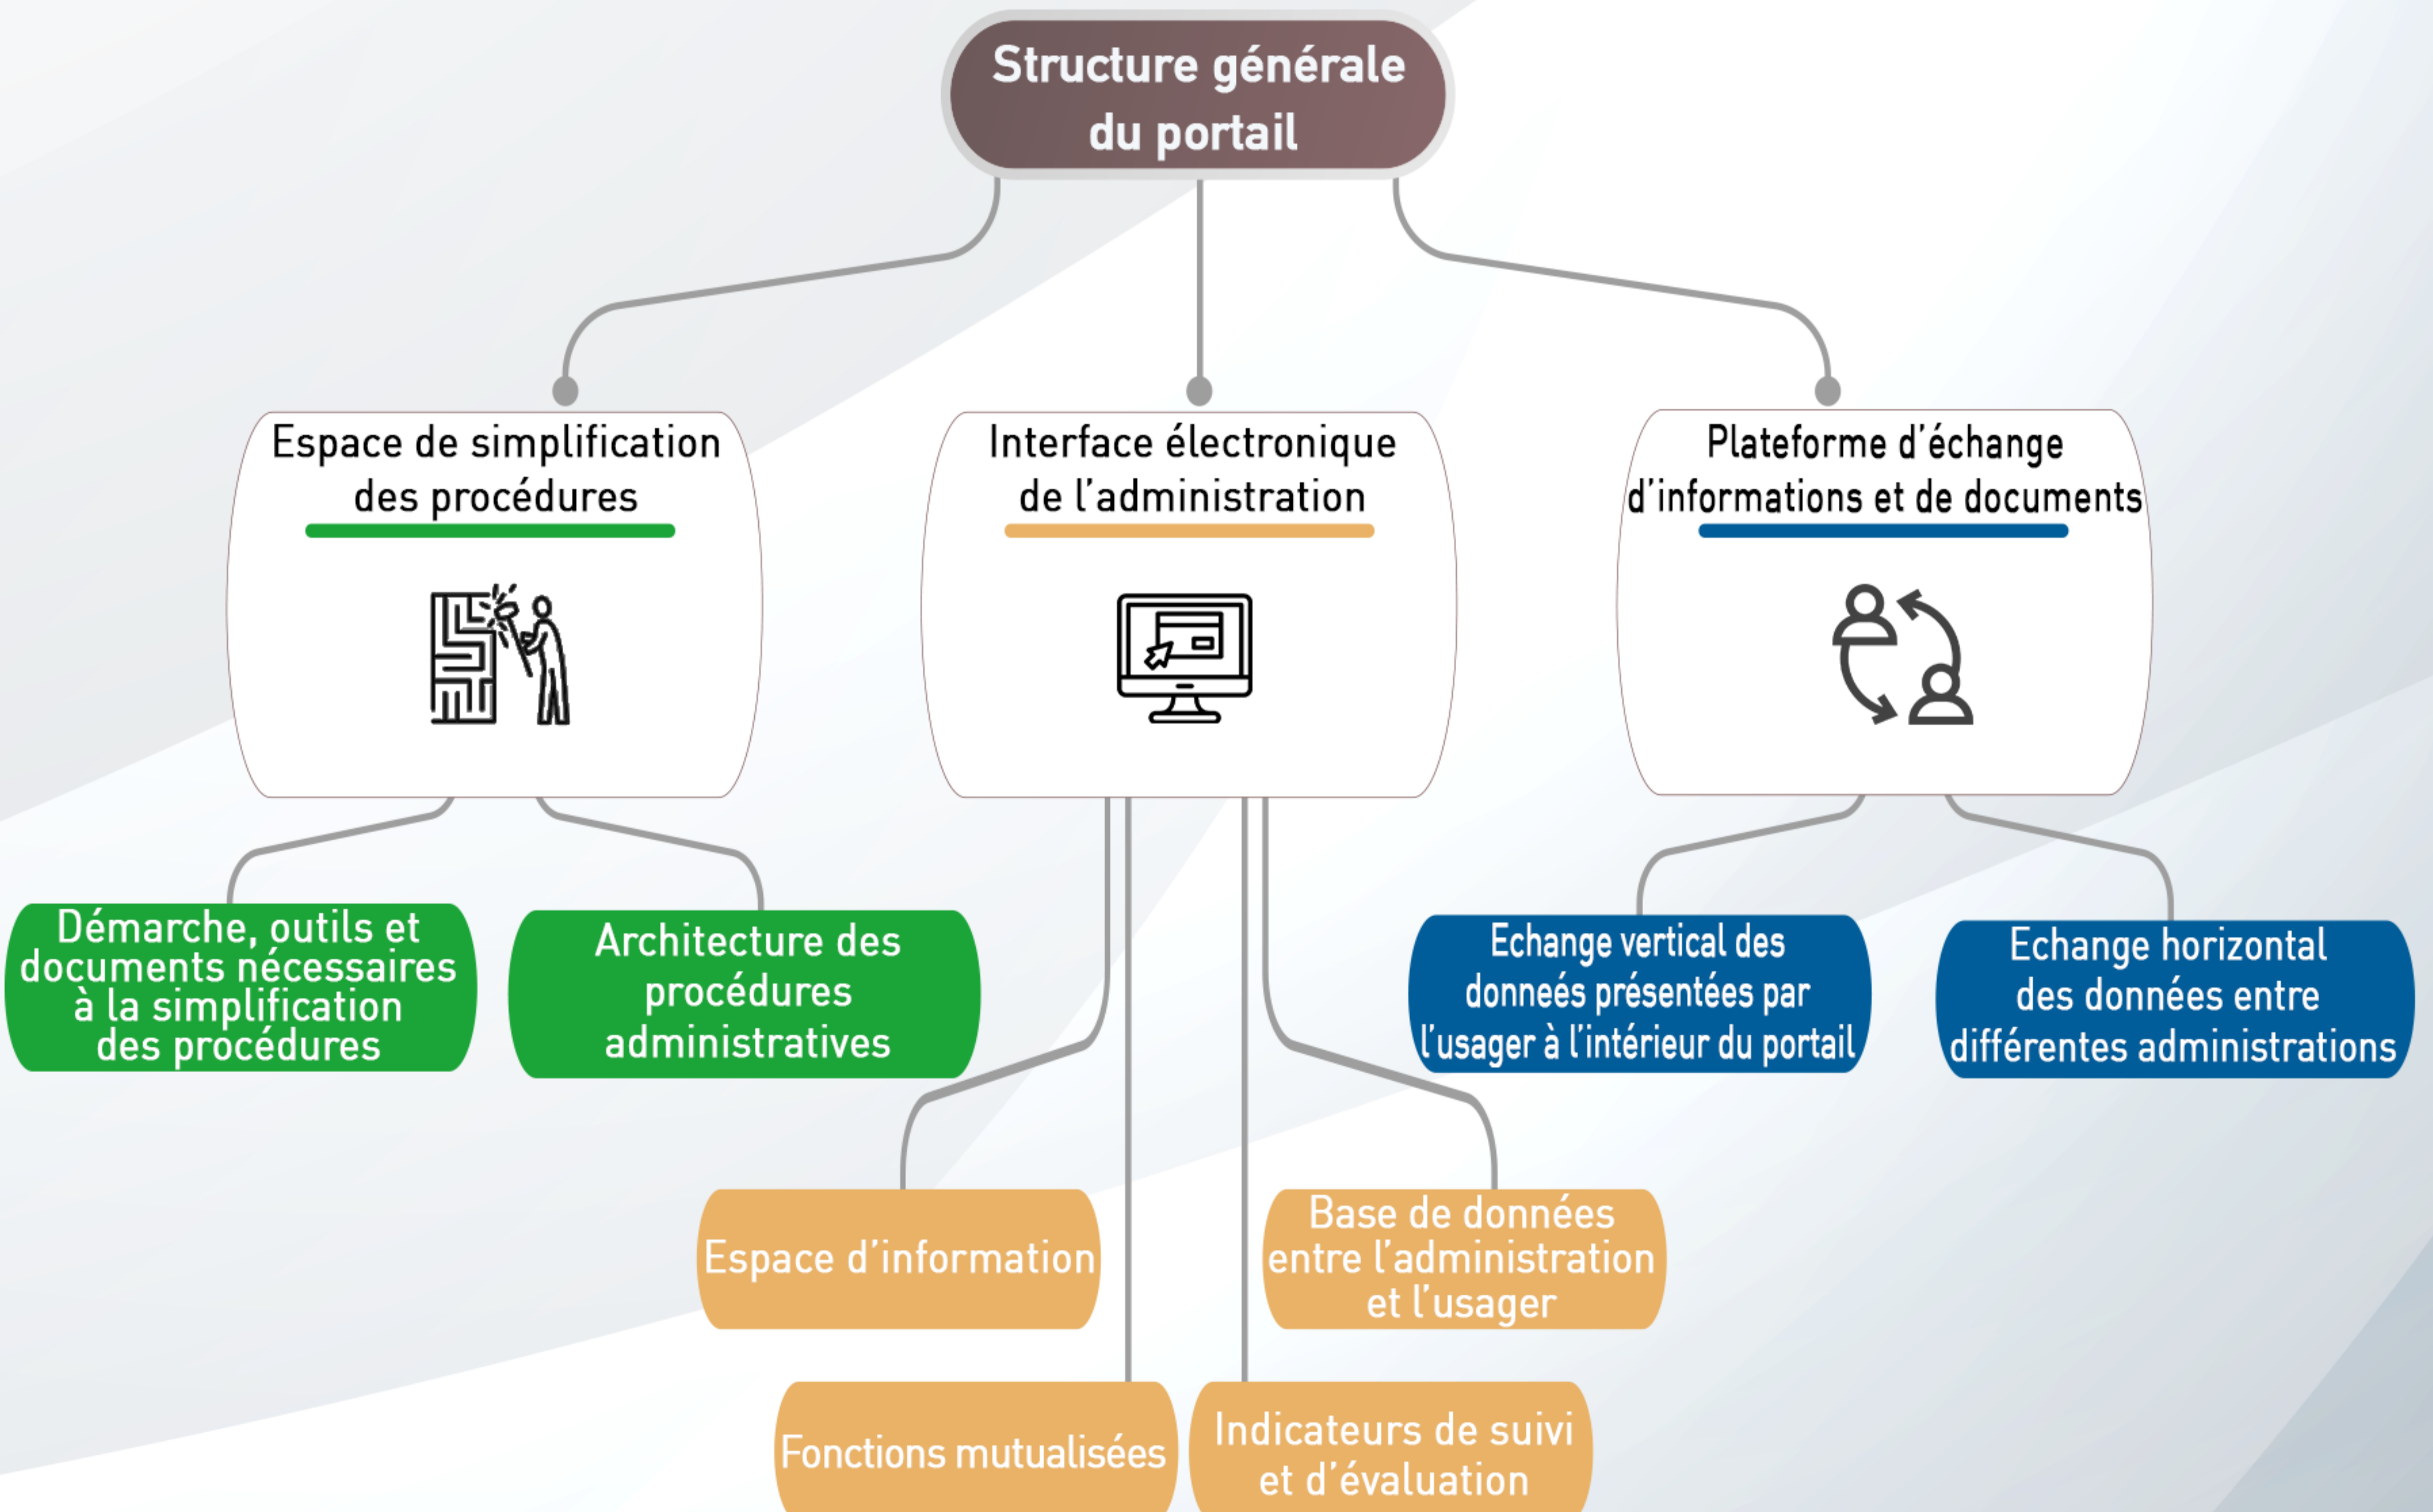 Structure générale
du portail
Espace de simplification
des procédures
Interface électronique
de l'administration
Plateforme d'échange
d'informations et de documents
Démarche, outils et
documents nécessaires
à la simplification
des procédures
Architecture des
procédures
administratives
Echange vertical des
donneés présentées par
l'usager à l'intérieur du portail
Echange horizontal
des données entre
différentes administrations
Espace d'information
Base de données
entre l'administration
et l'usager
Fonctions mutualisées
Indicateurs de suivi
et d'évaluation